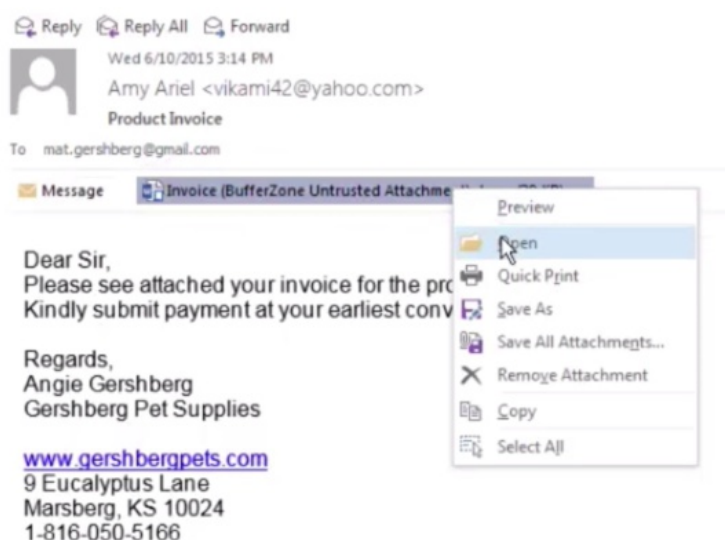 Reply Reply All Forward
Wed 6/10/2015 3:14 PM
Amy Ariel <vikami42@yahoo.com>
Product Invoice
To mat.gershberg@gmail.com
Message Invoice (BufferZone Untrusted
Preview
Open
Quick Print
Save As
Save All Attachments...
Remove Attachment
Copy
Select All
Dear Sir,
Please see attached your invoice for the
Kindly submit payment at your earliest
Regards,
Angie Gershberg
Gershberg Pet Supplies
www.gershbergpets.com
9 Eucalyptus Lane
Marsberg, KS 10024
1-816-050-5166